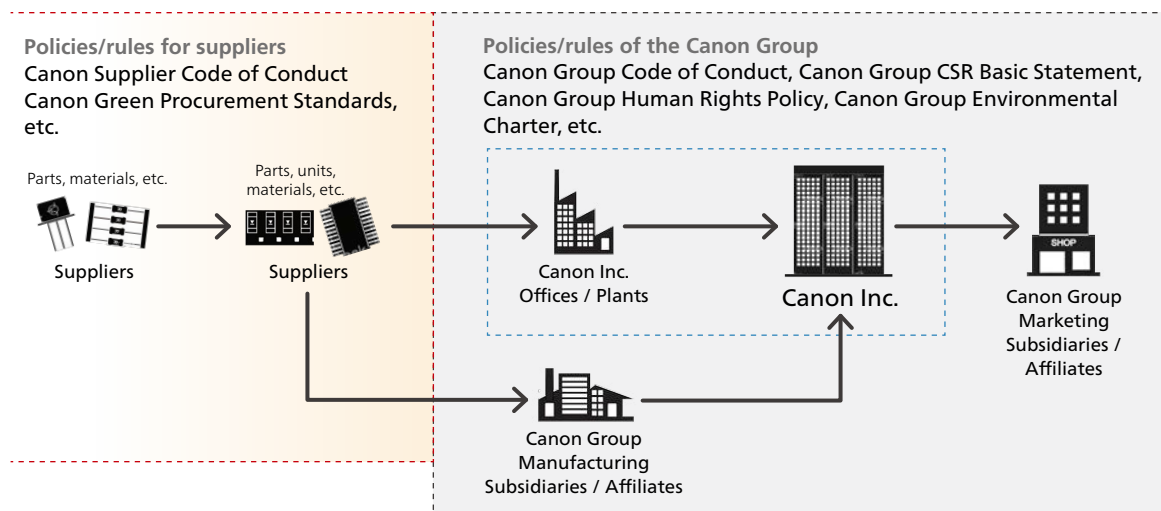 Policies/rules for suppliers
Canon Supplier Code of Conduct
Canon Green Procurement Standards,
etc.
Policies/rules of the Canon Group
Canon Group Code of Conduct, Canon Group CSR Basic Statement,
Canon Group Human Rights Policy, Canon Group Environmental
Charter, etc.
Parts, materials, etc.
Suppliers
Parts, units,
materials, etc.
Suppliers
Canon Inc.
Offices / Plants
Canon Inc.
SHOP
Canon Group
Marketing
Subsidiaries /
Affiliates
Canon Group
Manufacturing
Subsidiaries / Affiliates